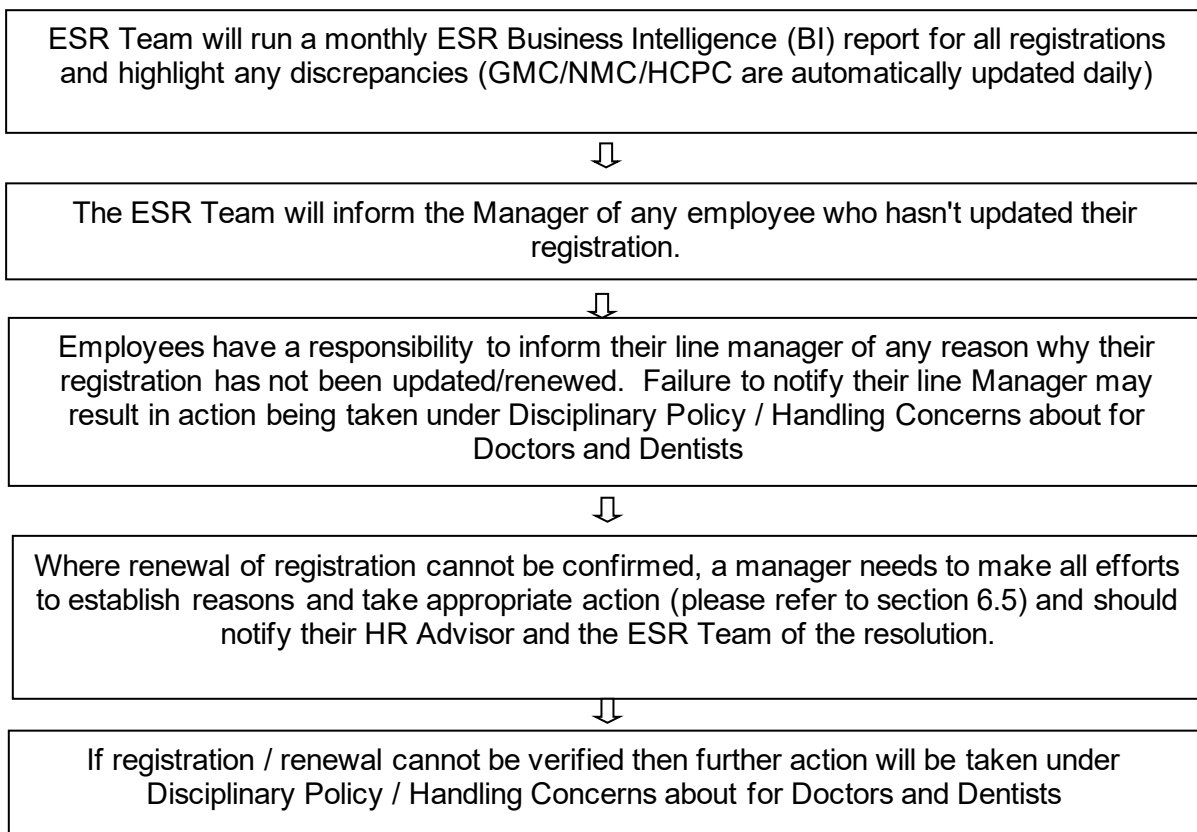 ESR Team will run a monthly ESR Business Intelligence (BI) report for all registrations
and highlight any discrepancies (GMC/NMC/HCPC are automatically updated daily)
The ESR Team will inform the Manager of any employee who hasn't updated their
registration.
Employees have a responsibility to inform their line manager of any reason why their
registration has not been updated/renewed.  Failure to notify their line Manager may
result in action being taken under Disciplinary Policy / Handling Concerns about for
Doctors and Dentists
Where renewal of registration cannot be confirmed, a manager needs to make all efforts
to establish reasons and take appropriate action (please refer to section 6.5) and should
notify their HR Advisor and the ESR Team of the resolution.
If registration / renewal cannot be verified then further action will be taken under
Disciplinary Policy / Handling Concerns about for Doctors and Dentists